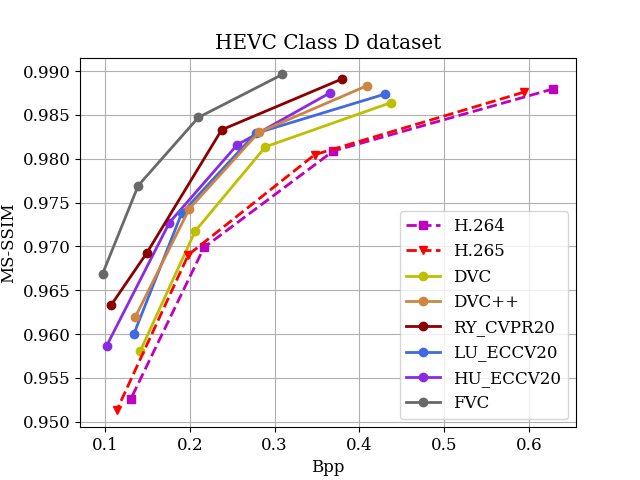 HEVC Class D dataset
MS-SSIM
0.990
0.985
0.980
0.975
0.970
0.965
0.960
0.955
0.950
H.264
H.265
DVC
DVC++
RY_CVPR20
LU_ECCV20
HU_ECCV20
FVC
0.1 0.2 0.3 0.4 0.5 0.6
Bpp